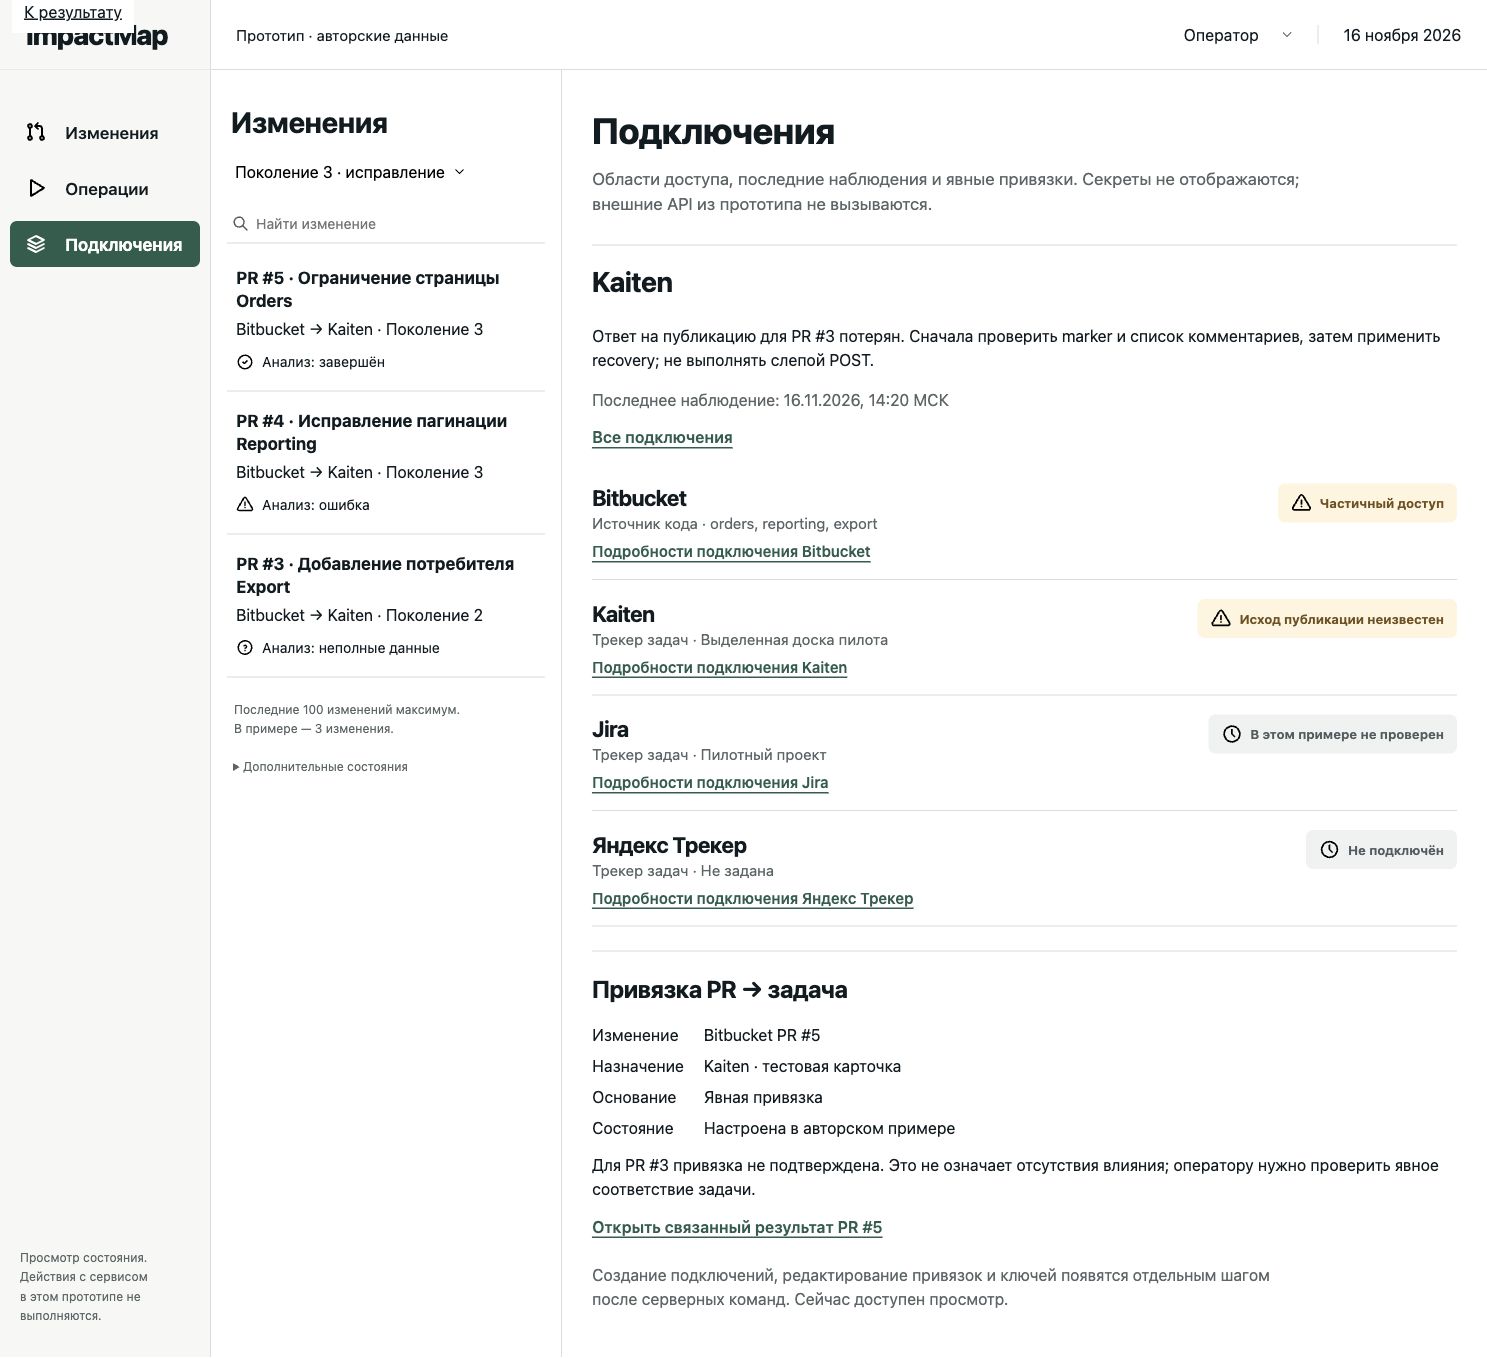 К результату
ImpactMap
Прототип · авторские данные
Оператор
16 ноября 2026
Изменения
Операции
Подключения
Просмотр состояния.
Действия с сервисом
в этом прототипе не
выполняются.
Изменения
Поколение 3 · исправление
Найти изменение
PR #5 · Ограничение страницы
Orders
Bitbucket → Kaiten · Поколение 3
Анализ: завершён
PR #4 · Исправление пагинации
Reporting
Bitbucket → Kaiten · Поколение 3
Анализ: ошибка
PR #3 · Добавление потребителя
Export
Bitbucket → Kaiten · Поколение 2
Анализ: неполные данные
Последние 100 изменений максимум.
В примере — 3 изменения.
Дополнительные состояния
Подключения
Области доступа, последние наблюдения и явные привязки. Секреты не отображаются;
внешние API из прототипа не вызываются.
Kaiten
Ответ на публикацию для PR #3 потерян. Сначала проверить marker и список комментариев, затем применить
recovery; не выполнять слепой POST.
Последнее наблюдение: 16.11.2026, 14:20 МСК
Все подключения
Bitbucket
Частичный доступ
Источник кода · orders, reporting, export
Подробности подключения Bitbucket
Kaiten
Исход публикации неизвестен
Трекер задач · Выделенная доска пилота
Подробности подключения Kaiten
Jira
В этом примере не проверен
Трекер задач · Пилотный проект
Подробности подключения Jira
Яндекс Трекер
Не подключён
Трекер задач · Не задана
Подробности подключения Яндекс Трекер
Привязка PR → задача
Изменение Bitbucket PR #5
Назначение Kaiten · тестовая карточка
Основание Явная привязка
Состояние Настроена в авторском примере
Для PR #3 привязка не подтверждена. Это не означает отсутствия влияния; оператору нужно проверить явное
соответствие задачи.
Открыть связанный результат PR #5
Создание подключений, редактирование привязок и ключей появятся отдельным шагом
после серверных команд. Сейчас доступен просмотр.